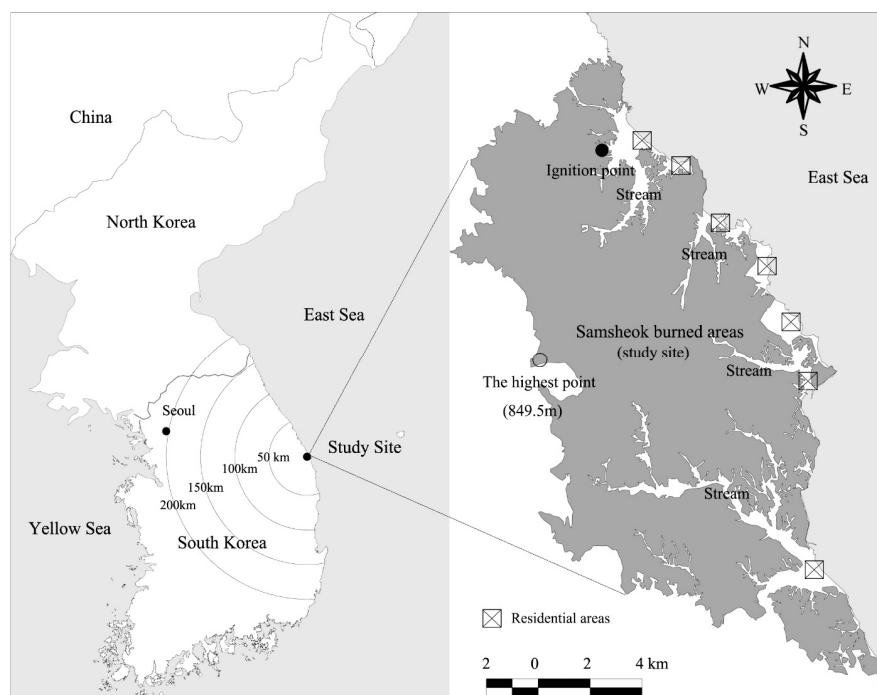 China
North Korea
East Sea
Seoul
Study Site
50 km
100km
150km
200km
Yellow Sea
South Korea
N
W
E
S
East Sea
Ignition point
Stream
Stream
Samsheok burned areas
(study site)
Stream
The highest point
(849.5m)
Stream
Residential areas
2 0 2 4 km